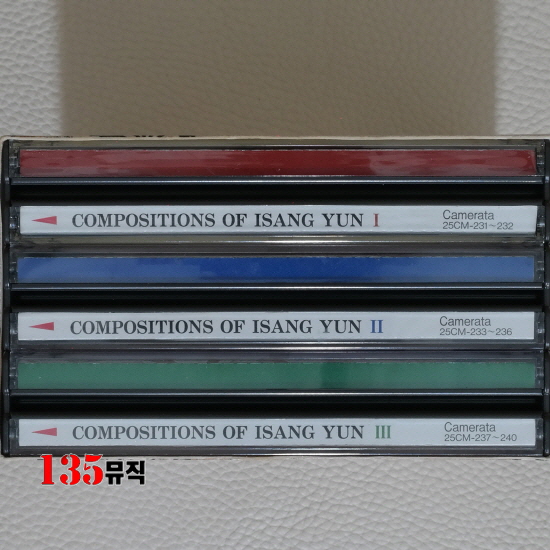 COMPOSITIONS OF ISANG YUN I
Camerata
25CM-231~232
COMPOSITIONS OF ISANG YUN II
Camerata
25CM-233~236
COMPOSITIONS OF ISANG YUN III
Camerata
25CM-237~240
135뮤직